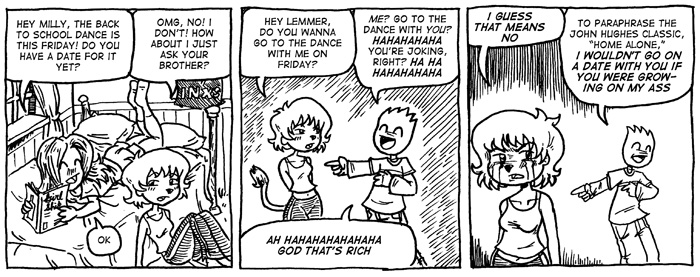 HEY MILLY, THE BACK
TO SCHOOL DANCE IS
THIS FRIDAY! DO YOU
HAVE A DATE FOR IT
YET?
OMG, NO! I
DON'T! HOW
ABOUT I JUST
ASK YOUR
BROTHER?
INXS
OK
HEY LEMMER,
DO YOU WANNA
GO TO THE DANCE
WITH ME ON
FRIDAY?
ME? GO TO THE
DANCE WITH YOU?
HAHAHAHAHA
YOU'RE JOKING,
RIGHT? HA HA
HAHAHAHAHA
AH HAHAHAHAHAHAHA
GOD THAT'S RICH
I GUESS
THAT MEANS
NO
TO PARAPHRASE THE
JOHN HUGHES CLASSIC,
"HOME ALONE,"
I WOULDN'T GO ON
A DATE WITH YOU IF
YOU WERE GROW-
ING ON MY ASS